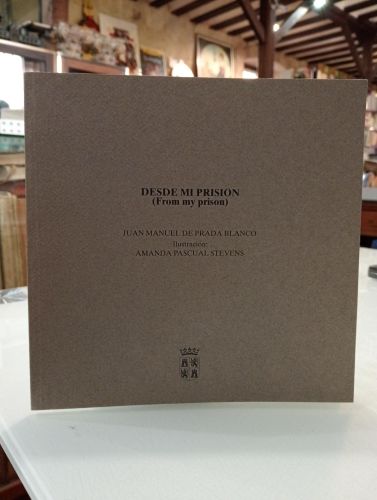 DESDE MI PRISION
(From my prison)
JUAN MANUEL DE PRADA BLANCO
Ilustración:
AMANDA PASCUAL STEVENS